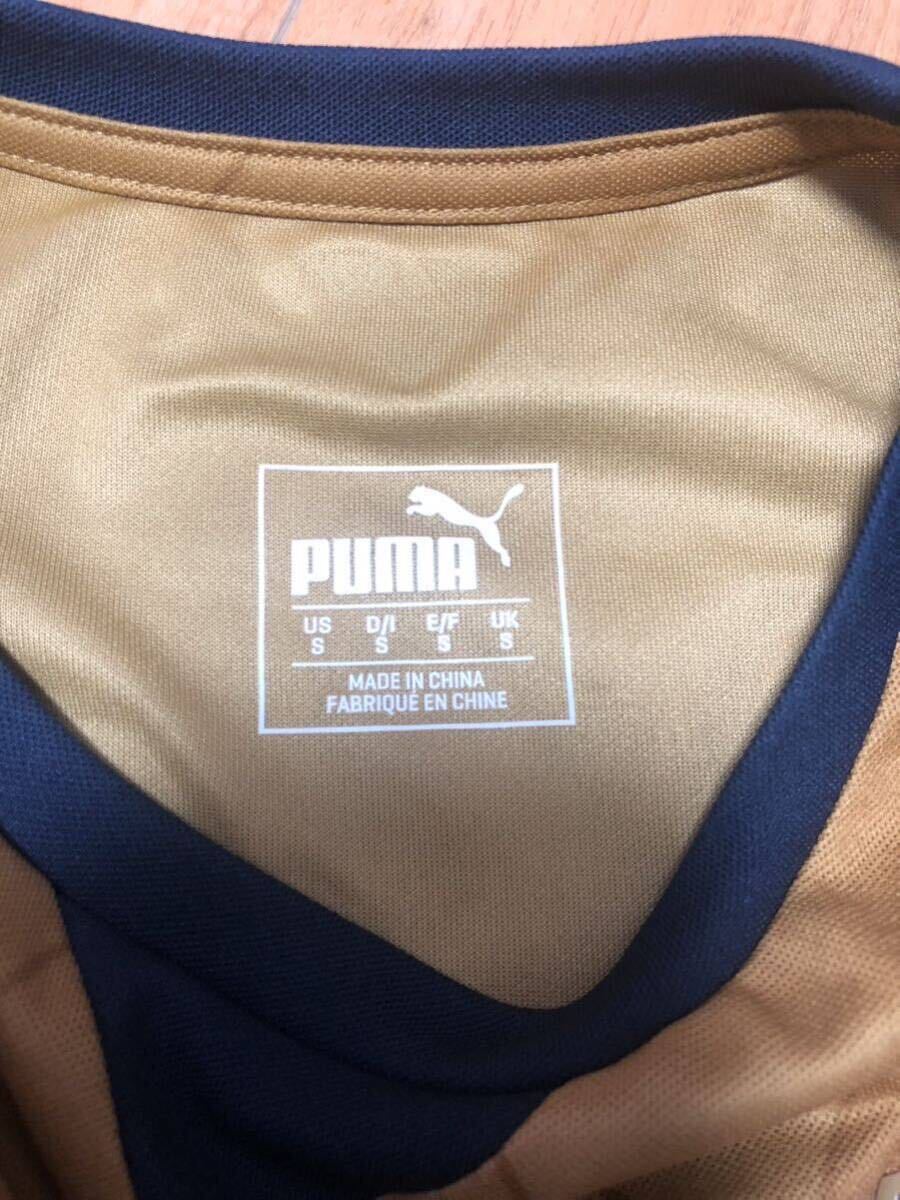 PUMA
US D/I E/F UK
S S S S
MADE IN CHINA
FABRIQUÉ EN CHINE